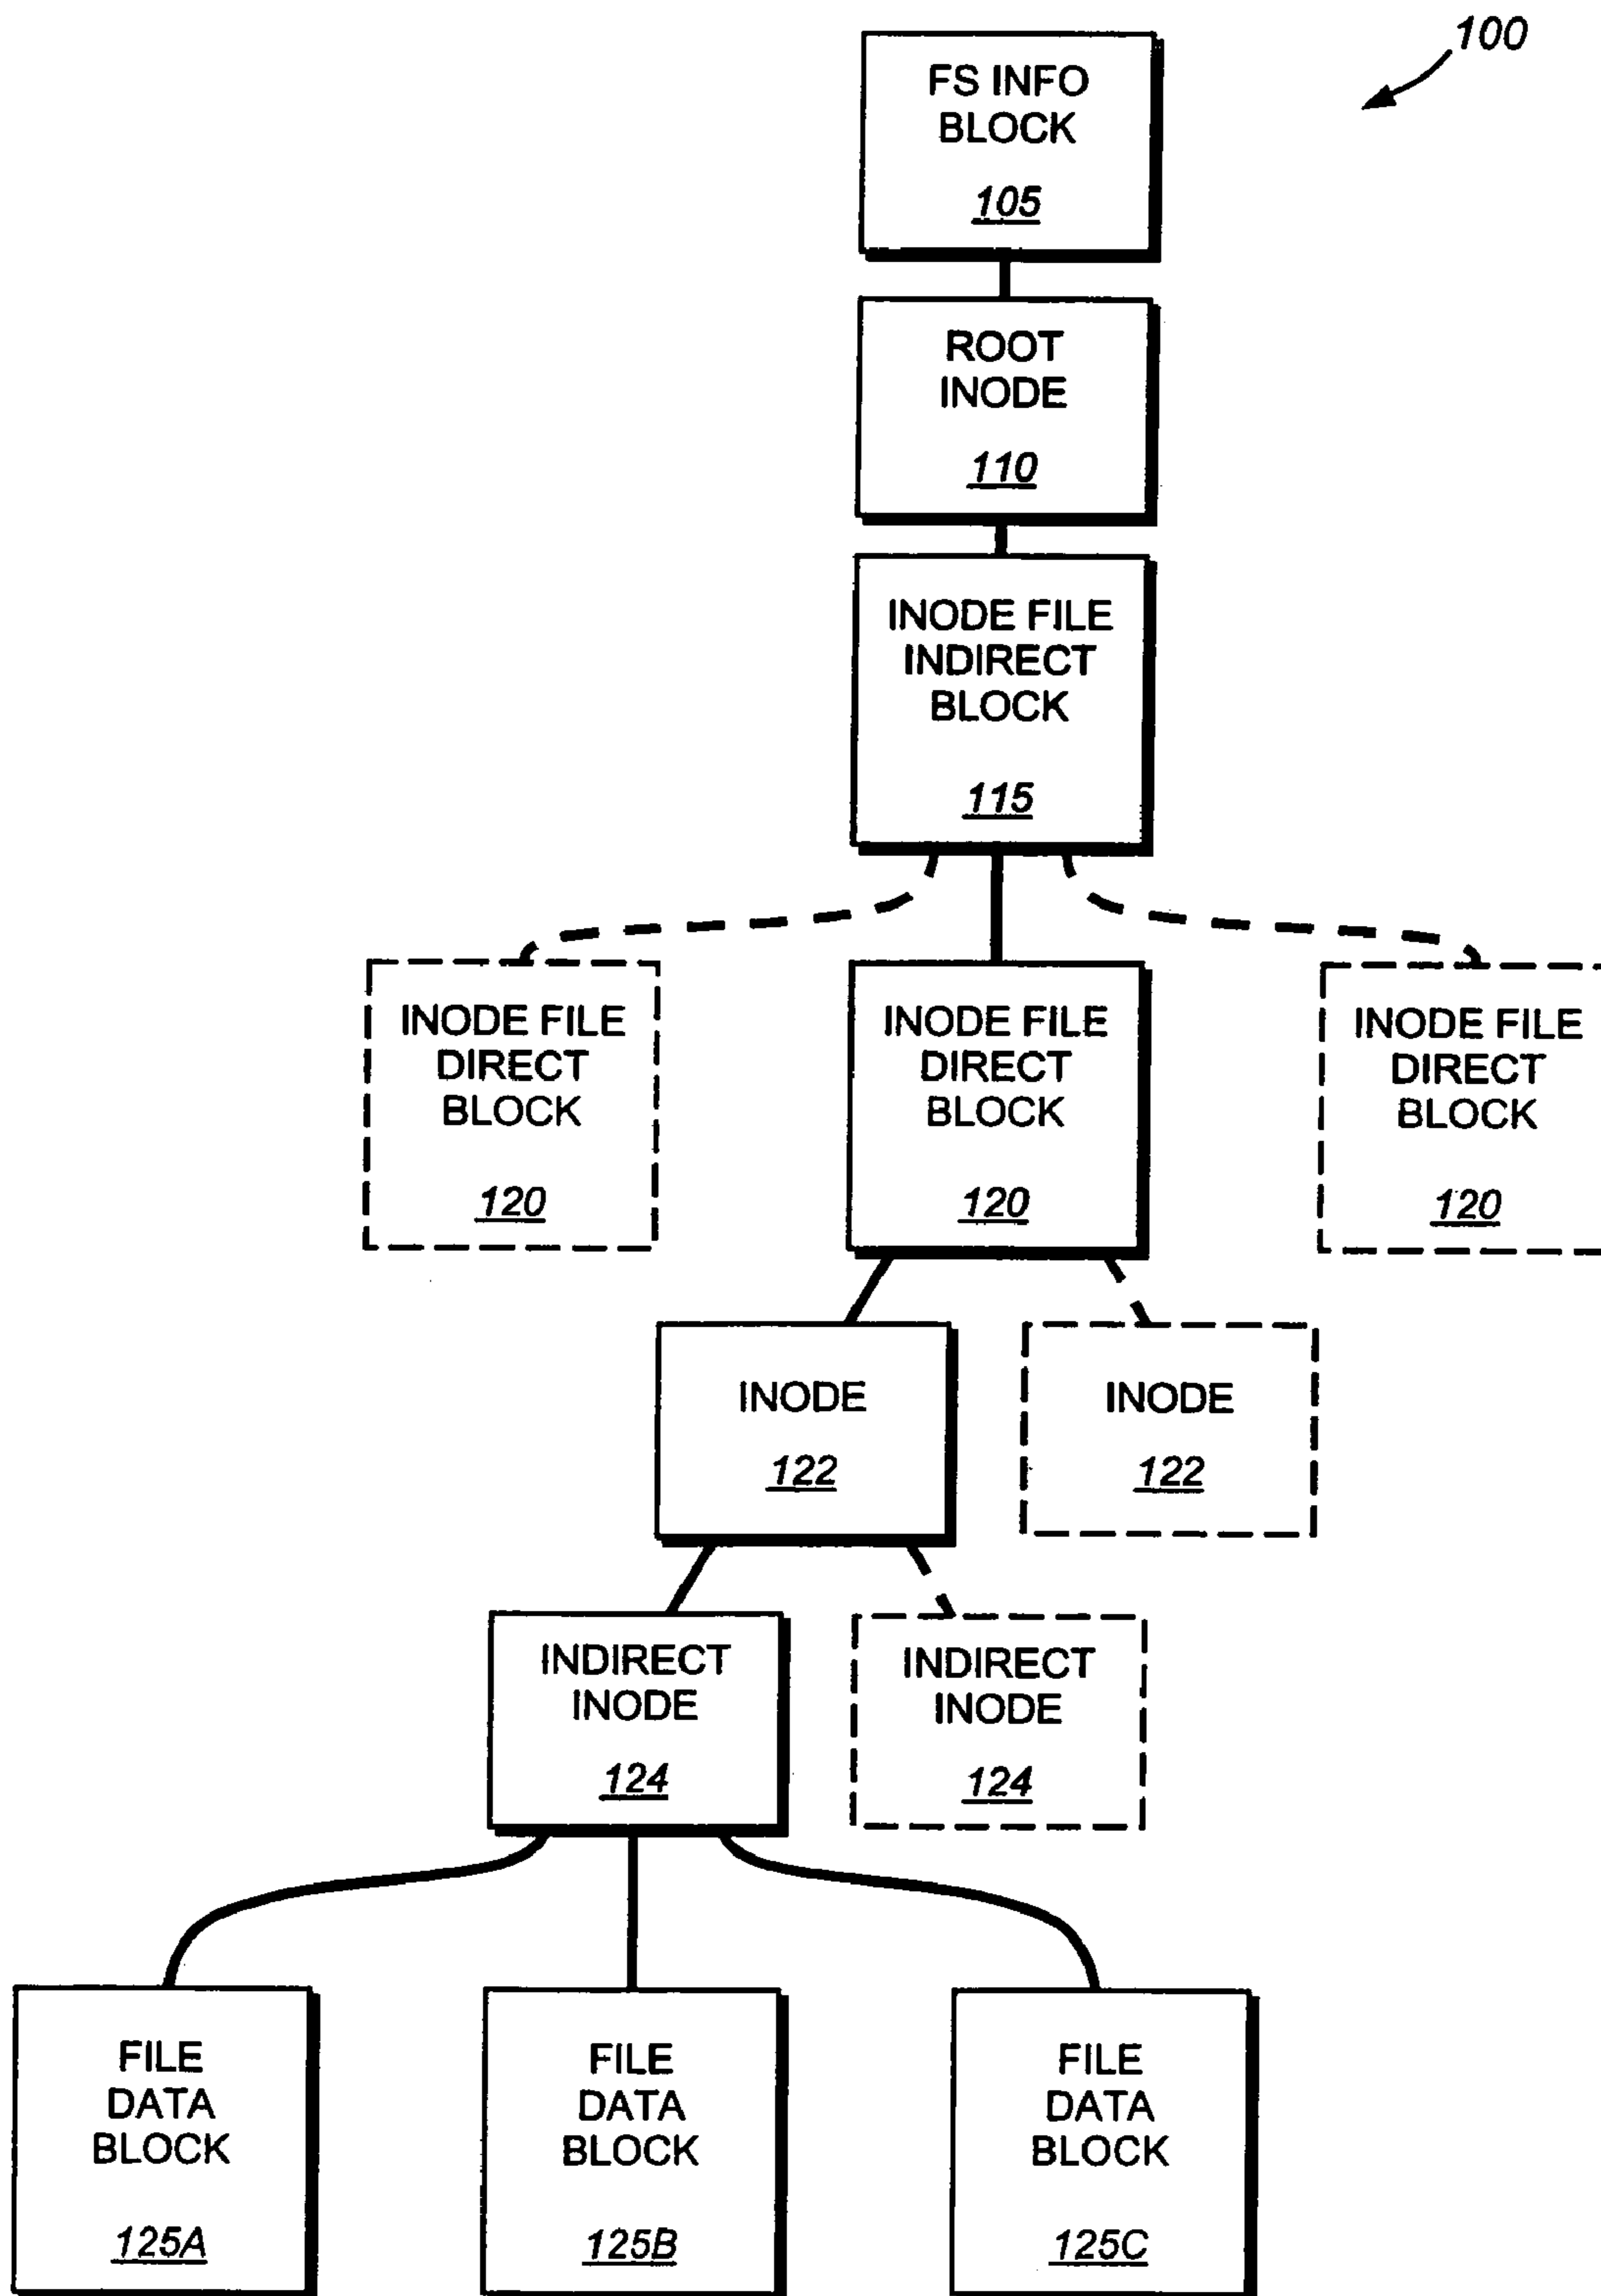 100
FS INFO
BLOCK
105
ROOT
INODE
110
INODE FILE
INDIRECT
BLOCK
115
INODE FILE
DIRECT
BLOCK
120
INODE FILE
DIRECT
BLOCK
120
INODE FILE
DIRECT
BLOCK
120
INODE
122
INODE
122
INDIRECT
INODE
124
INDIRECT
INODE
124
FILE
DATA
BLOCK
125A
FILE
DATA
BLOCK
125B
FILE
DATA
BLOCK
125C